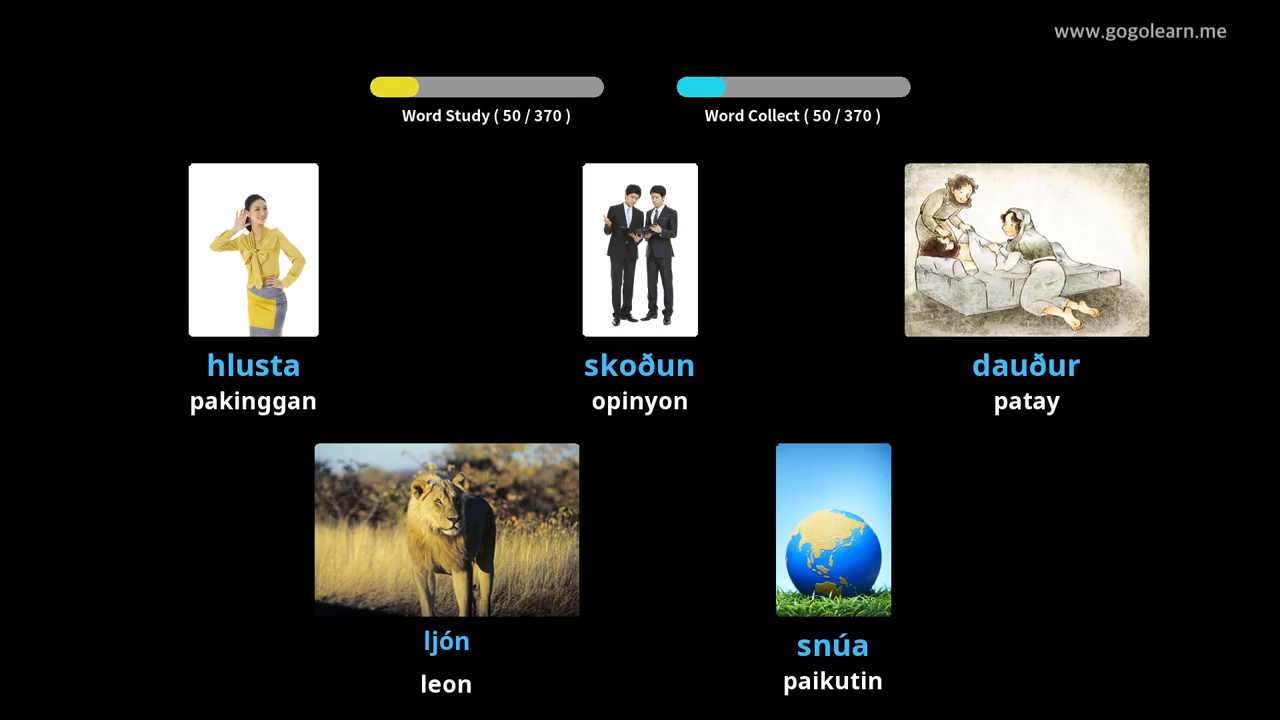 www.gogolearn.me
Word Study ( 50 / 370 )
Word Collect ( 50 / 370 )
hlusta
pakinggan
skoðun
opinyon
dauður
patay
ljón
leon
snúa
paikutin